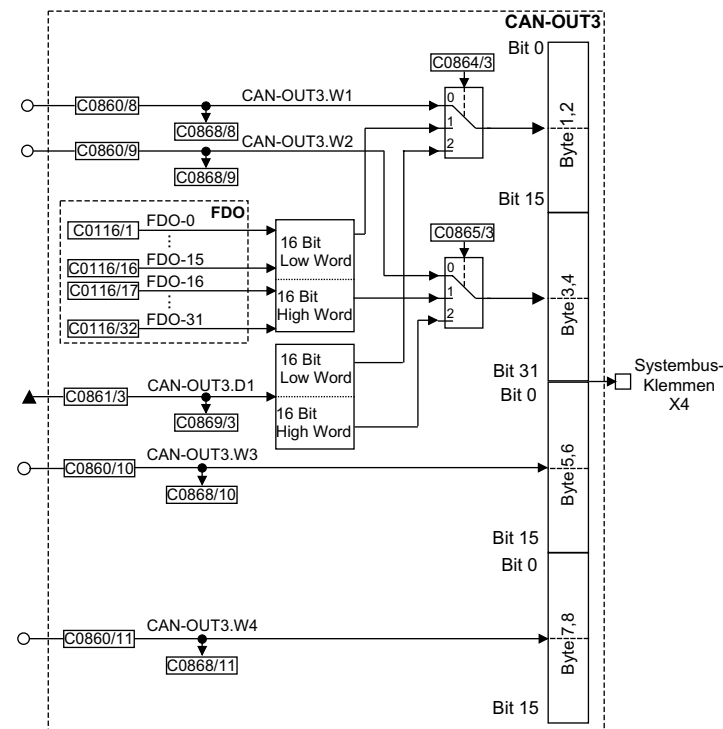 CAN-OUT3
Bit 0
C0864/3
C0860/8
CAN-OUT3.W1
0
1
2
C0868/8
C0860/9
CAN-OUT3.W2
C0868/9
Byte 1,2
Bit 15
FDO
C0116/1
FDO-0
C0116/16
FDO-15
C0116/17
FDO-16
C0116/32
FDO-31
16 Bit
Low Word
16 Bit
High Word
C0865/3
0
1
2
Byte 3,4
Bit 31
16 Bit
Low Word
16 Bit
High Word
C0861/3
CAN-OUT3.D1
C0869/3
Systembus-
Klemmen
X4
Bit 0
C0860/10
CAN-OUT3.W3
C0868/10
Byte 5,6
Bit 15
Bit 0
C0860/11
CAN-OUT3.W4
C0868/11
Byte 7,8
Bit 15